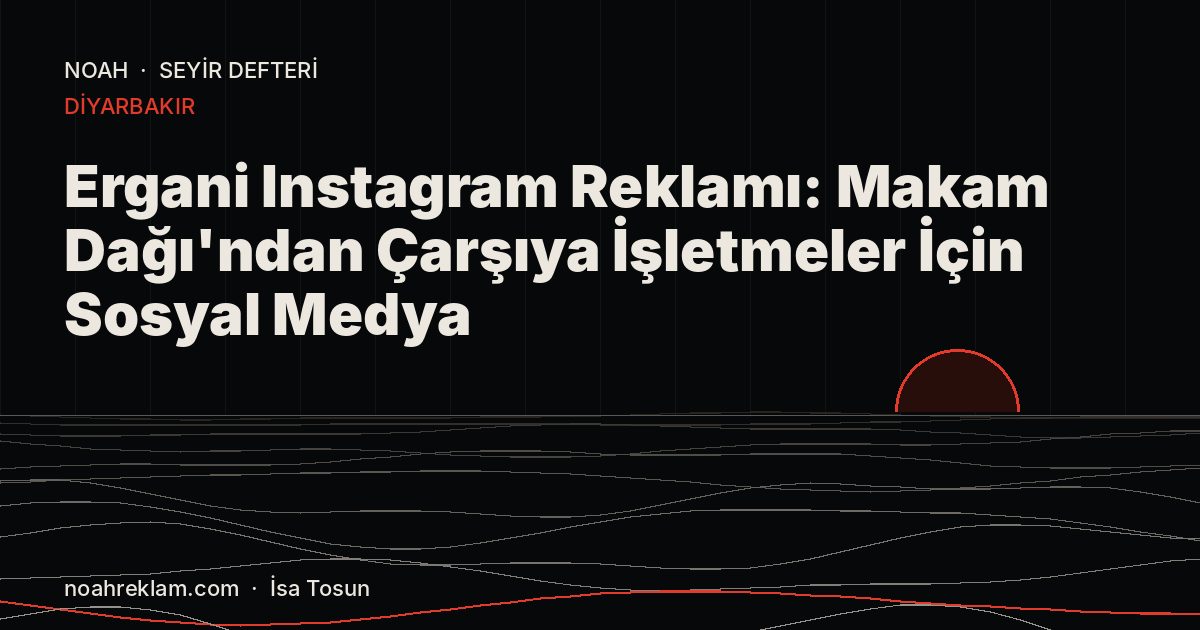 NOAH · SEYİR DEFTERİ
DİYARBAKIR
Ergani Instagram Reklamı: Makam
Dağı'ndan Çarşıya İşletmeler İçin
Sosyal Medya
noahreklam.com · İsa Tosun